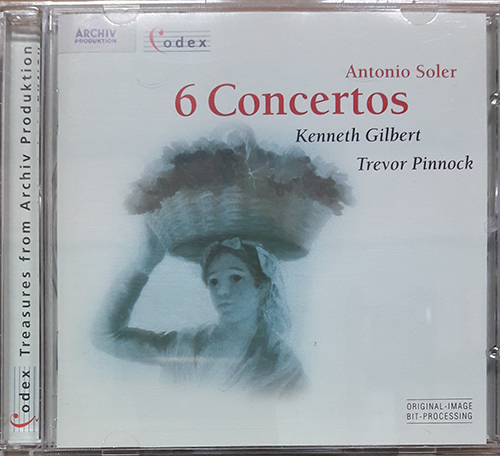 ARCHIV
PRODUKTION
Codex
Antonio Soler
6 Concertos
Kenneth Gilbert
Trevor Pinnock
ORIGINAL-IMAGE
BIT-PROCESSING
Codex Treasures from Archiv Produktion